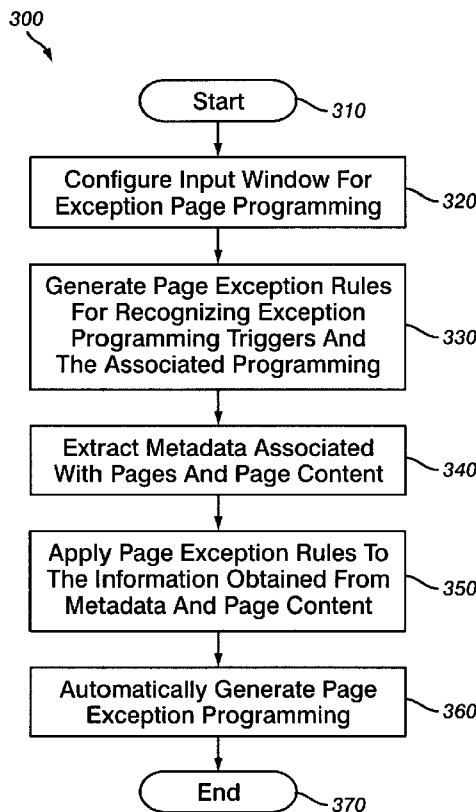 300
Start
310
Configure Input Window For
Exception Page Programming
320
Generate Page Exception Rules
For Recognizing Exception
Programming Triggers And
The Associated Programming
330
Extract Metadata Associated
With Pages And Page Content
340
Apply Page Exception Rules To
The Information Obtained From
Metadata And Page Content
350
Automatically Generate Page
Exception Programming
360
End
370